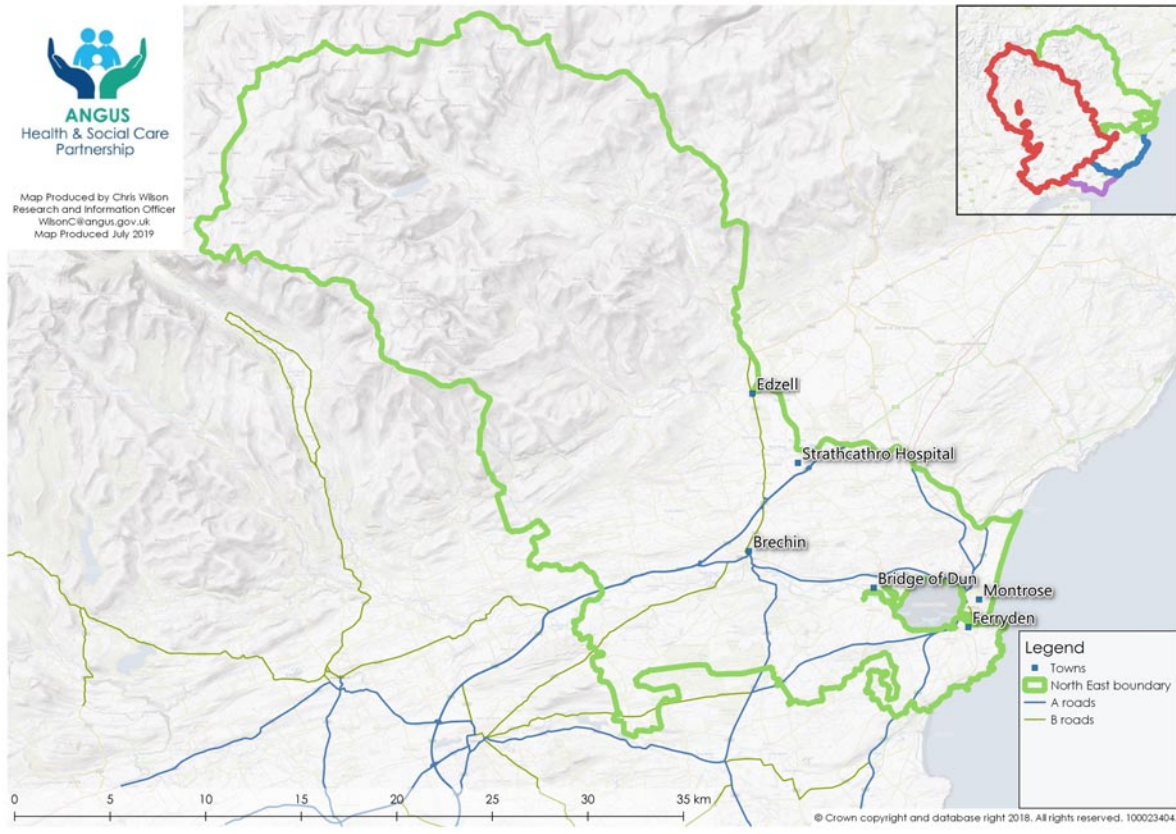 ANGUS
Health & Social Care
Partnership
Map Produced by Chris Wilson
Research and Information Officer
WilsonC@angus.gov.uk
Map Produced July 2019
Edzell
Strathcathro Hospital
Brechin
Bridge of Dun
Montrose
Ferryden
Legend
Towns
North East boundary
A roads
B roads
0 5 10 15 20 25 30 35 km
© Crown copyright and database right 2018. All rights reserved. 10002340